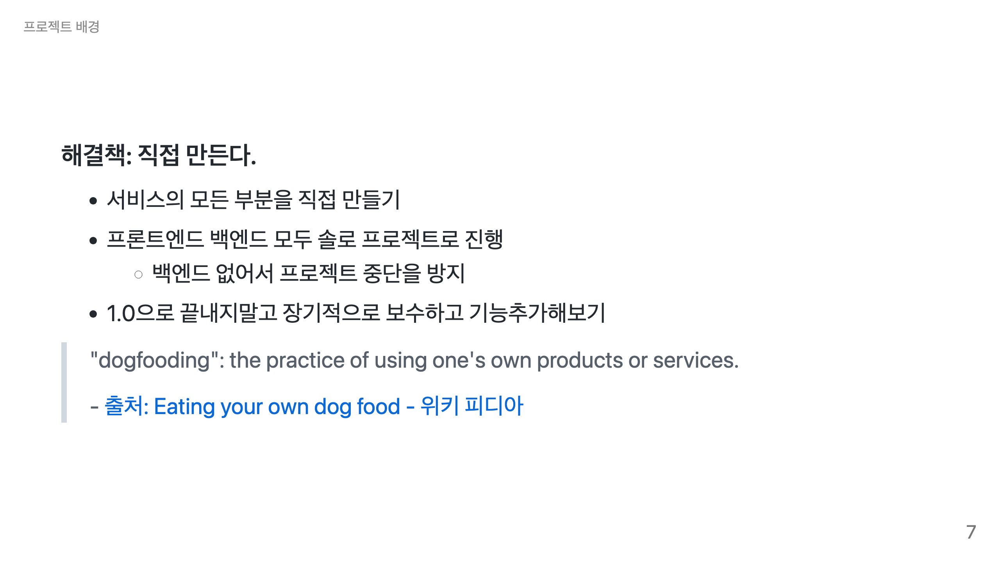 프로젝트 배경
해결책: 직접 만든다.
• 서비스의 모든 부분을 직접 만들기
• 프론트엔드 백엔드 모두 솔로 프로젝트로 진행
○ 백엔드 없어서 프로젝트 중단을 방지
• 1.0으로 끝내지말고 장기적으로 보수하고 기능추가해보기
"dogfooding": the practice of using one's own products or services.
- 출처: Eating your own dog food - 위키 피디아
7